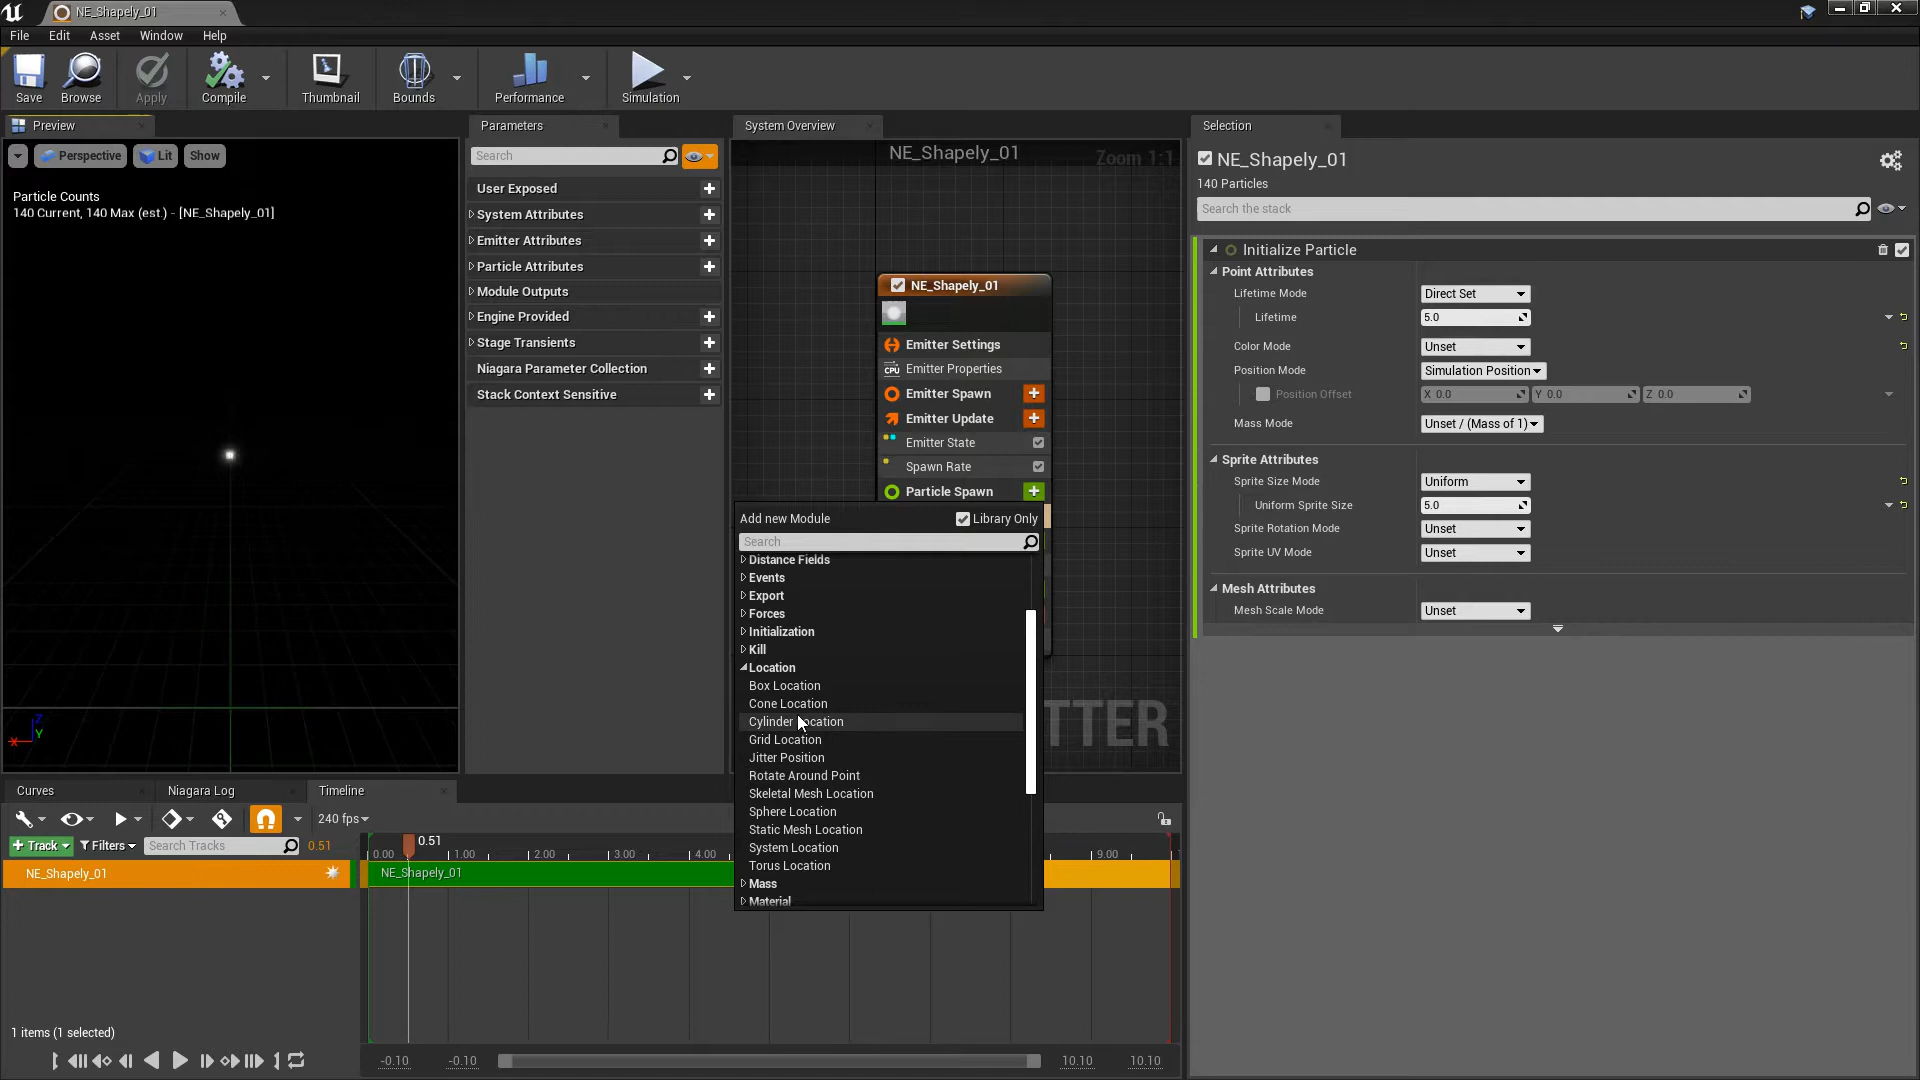 NE_Shapely_01
File Edit Asset Window Help
Save Browse Apply Compile Thumbnail Bounds Performance Simulation
Preview
Perspective Lit Show
Particle Counts
140 Current, 140 Max (est.) - [NE_Shapely_01]
Z
Y
X
Parameters
Search
User Exposed
System Attributes
Emitter Attributes
Particle Attributes
Module Outputs
Engine Provided
Stage Transients
Niagara Parameter Collection
Stack Context Sensitive
System Overview
NE_Shapely_01
Zoom 1:1
NE_Shapely_01
Emitter Settings
CPU Emitter Properties
Emitter Spawn
Emitter Update
Emitter State
Spawn Rate
Particle Spawn
Add new Module Library Only
Search
Distance Fields
Events
Export
Forces
Initialization
Kill
Location
Box Location
Cone Location
Cylinder Location
Grid Location
Jitter Position
Rotate Around Point
Skeletal Mesh Location
Sphere Location
Static Mesh Location
System Location
Torus Location
Mass
Material
TTER
Selection
NE_Shapely_01
140 Particles
Search the stack
Initialize Particle
Point Attributes
Lifetime Mode Direct Set
Lifetime 5.0
Color Mode Unset
Position Mode Simulation Position
Position Offset X 0.0 Y 0.0 Z 0.0
Mass Mode Unset / (Mass of 1)
Sprite Attributes
Sprite Size Mode Uniform
Uniform Sprite Size 5.0
Sprite Rotation Mode Unset
Sprite UV Mode Unset
Mesh Attributes
Mesh Scale Mode Unset
Curves Niagara Log Timeline
240 fps
Track Filters Search Tracks 0.51
0.51
0.00 1.00 2.00 3.00 4.00 9.00
NE_Shapely_01
NE_Shapely_01
1 items (1 selected)
-0.10 -0.10 10.10 10.10